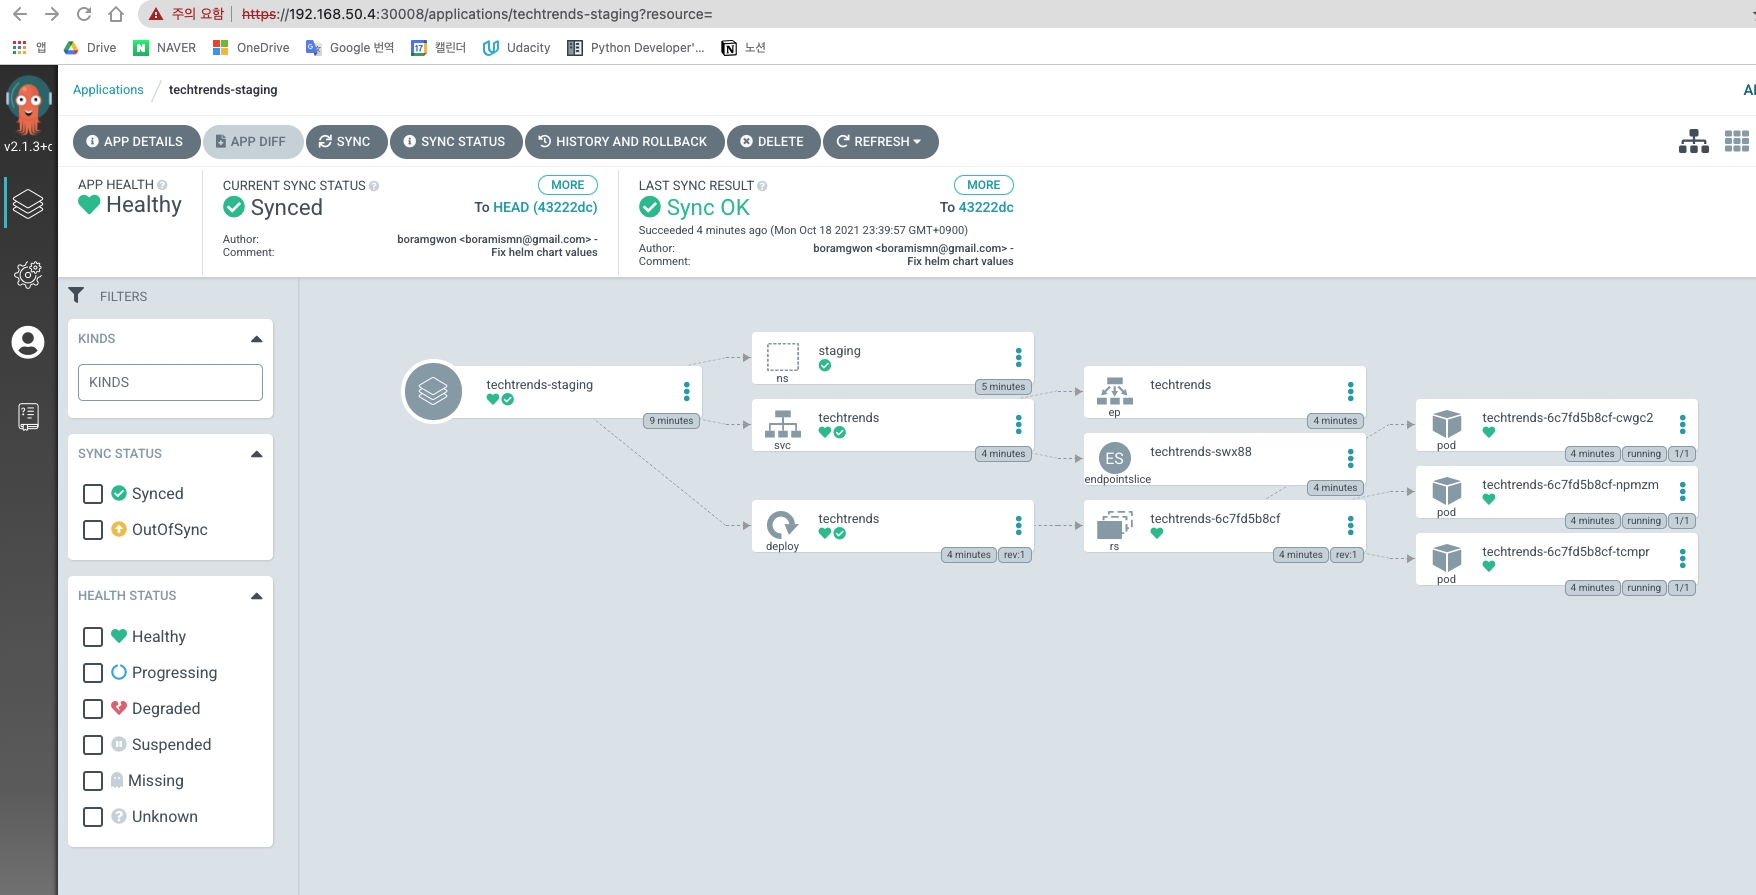 주의 요함 https://192.168.50.4:30008/applications/techtrends-staging?resource=
앱 Drive NAVER OneDrive Google 번역 17 캘린더 Udacity Python Developer'... 노션
Applications / techtrends-staging
v2.1.3+c
APP DETAILS APP DIFF SYNC SYNC STATUS HISTORY AND ROLLBACK DELETE REFRESH
APP HEALTH
Healthy
CURRENT SYNC STATUS MORE
Synced To HEAD (43222dc)
Author: boramgwon <boramismn@gmail.com> -
Comment: Fix helm chart values
LAST SYNC RESULT MORE
Sync OK To 43222dc
Succeeded 4 minutes ago (Mon Oct 18 2021 23:39:57 GMT+0900)
Author: boramgwon <boramismn@gmail.com> -
Comment: Fix helm chart values
FILTERS
KINDS
KINDS
SYNC STATUS
Synced
OutOfSync
HEALTH STATUS
Healthy
Progressing
Degraded
Suspended
Missing
Unknown
techtrends-staging
9 minutes
staging
ns
5 minutes
techtrends
svc
4 minutes
techtrends
deploy
4 minutes rev:1
techtrends
ep
4 minutes
ES techtrends-swx88
endpointslice
4 minutes
techtrends-6c7fd5b8cf
rs
4 minutes rev:1
techtrends-6c7fd5b8cf-cwgc2
pod
4 minutes running 1/1
techtrends-6c7fd5b8cf-npmzm
pod
4 minutes running 1/1
techtrends-6c7fd5b8cf-tcmpr
pod
4 minutes running 1/1